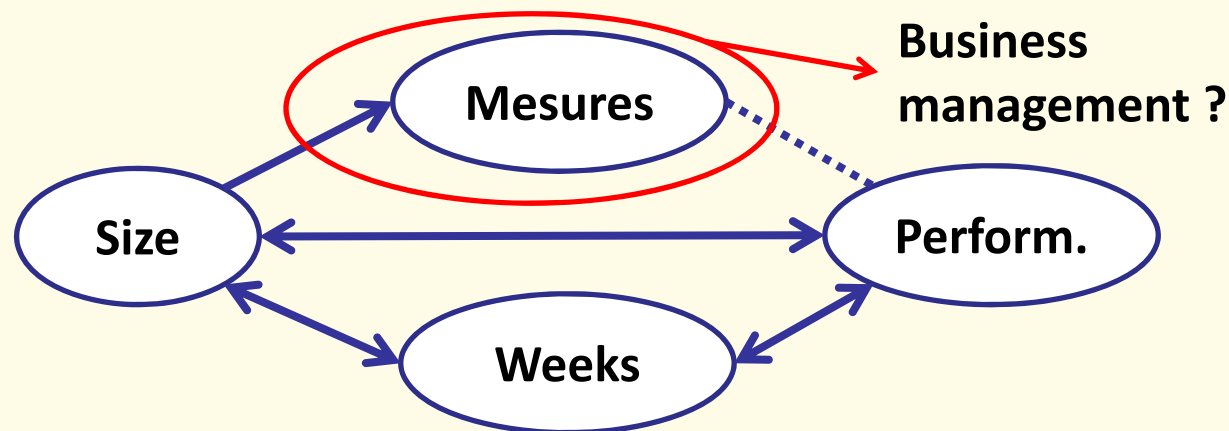 Business
management ?
Mesures
Size
Perform.
Weeks